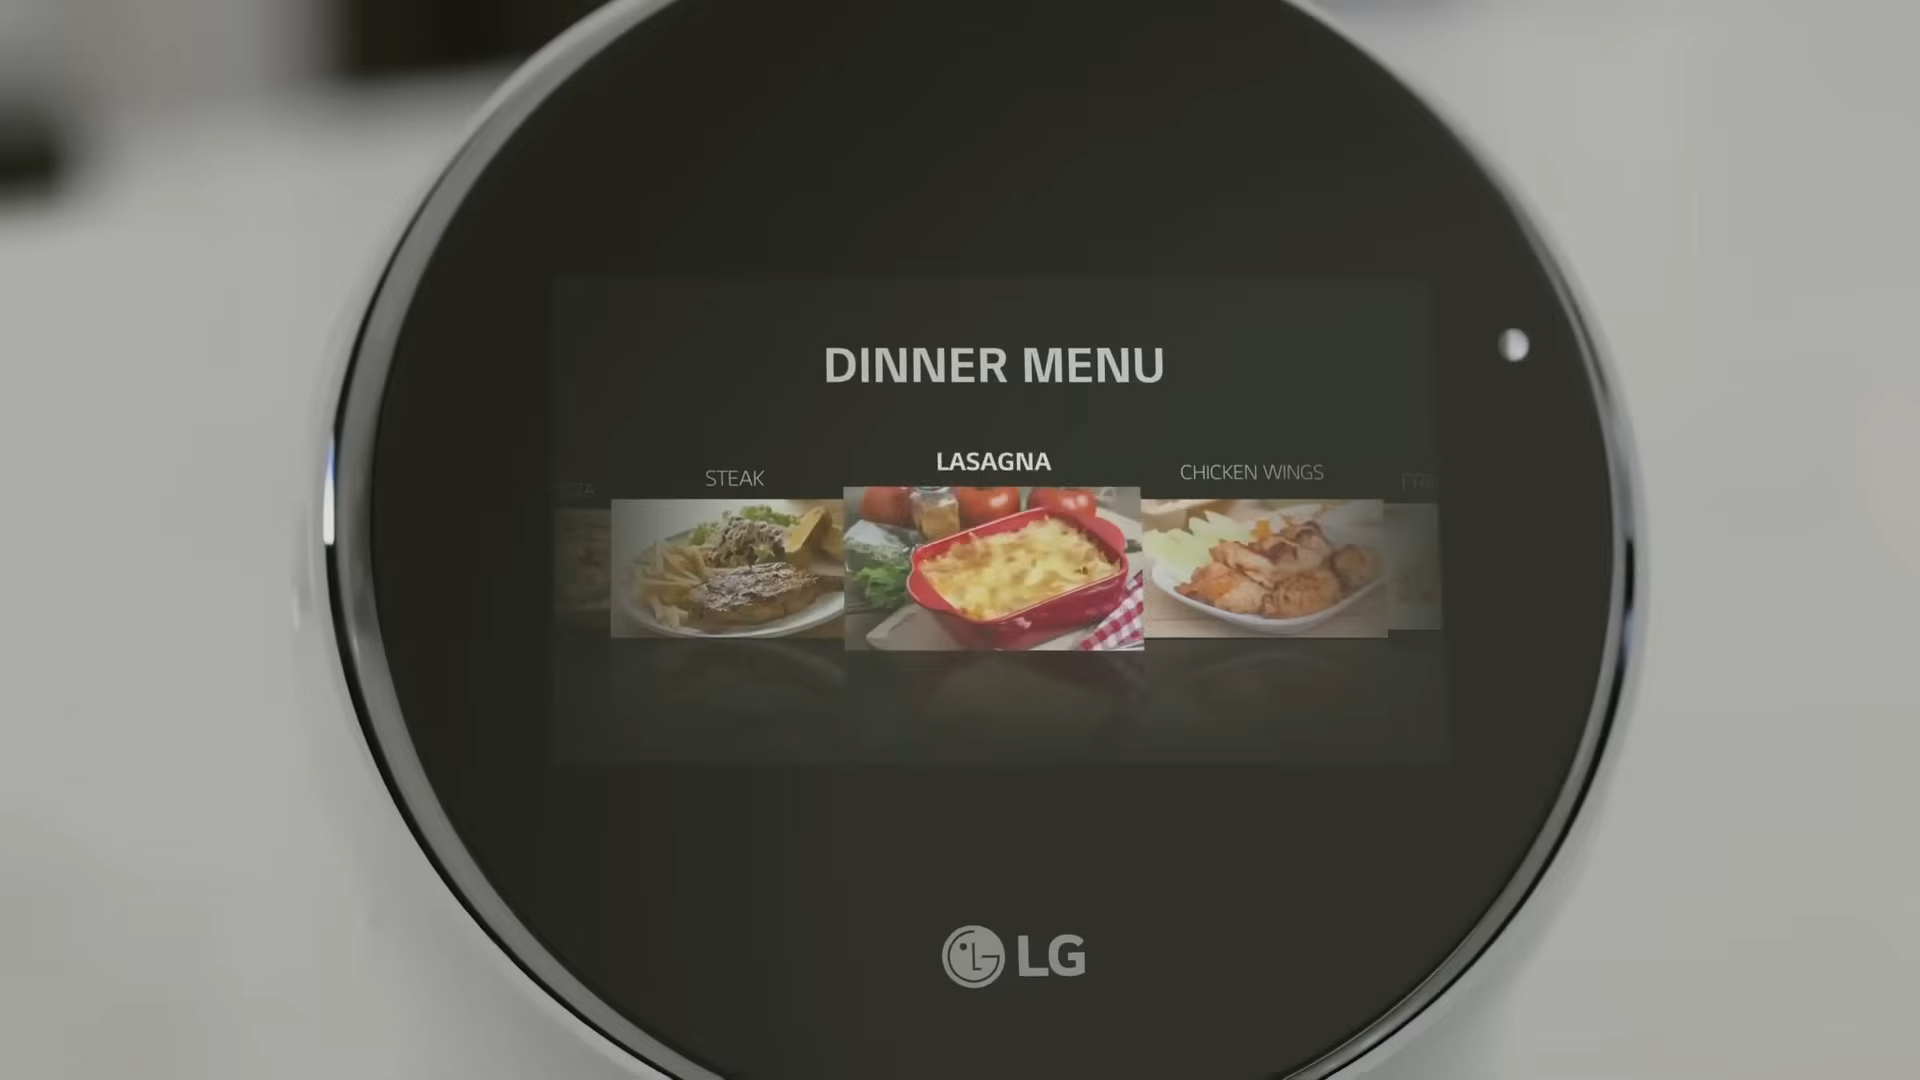 DINNER MENU
STEAK
LASAGNA
CHICKEN WINGS
LG